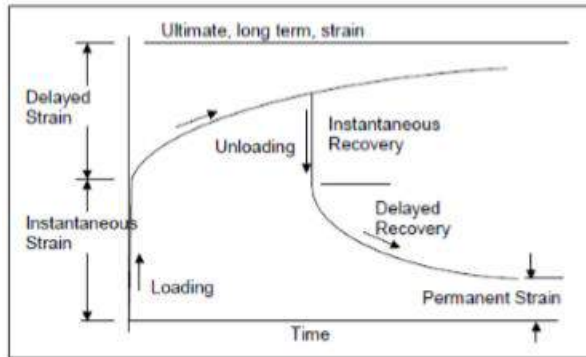 Ultimate, long term, strain
Delayed
Strain
Unloading
Instantaneous
Recovery
Instantaneous
Strain
Delayed
Recovery
Loading
Permanent Strain
Time